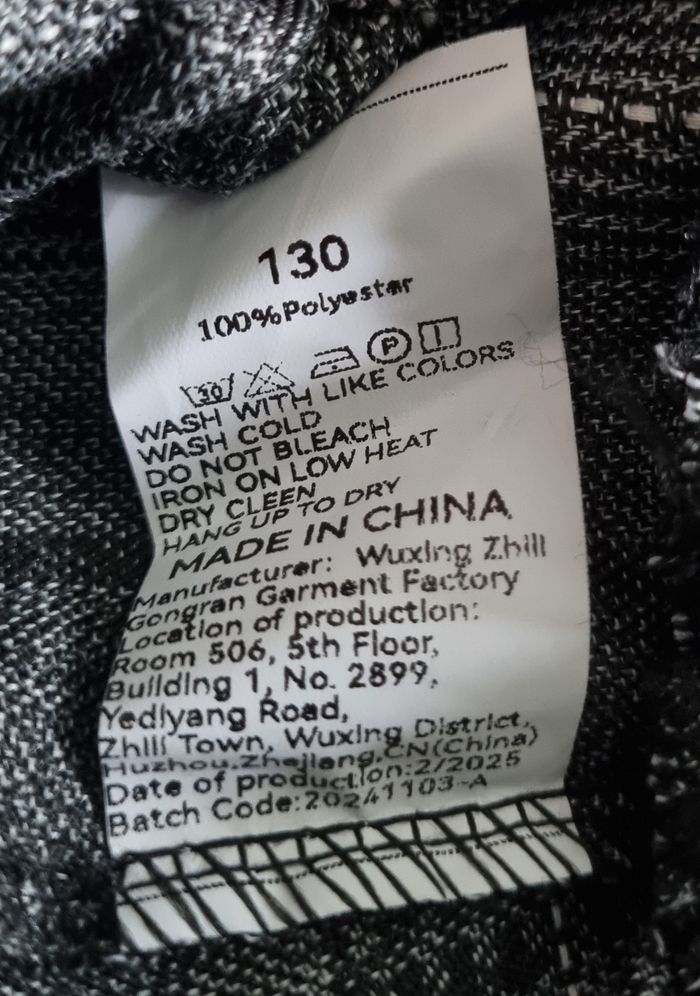 130
100%Polyester
30 P
WASH WITH LIKE COLORS
WASH COLD
DO NOT BLEACH
IRON ON LOW HEAT
DRY CLEEN
HANG UP TO DRY
MADE IN CHINA
Manufacturer: Wuxing Zhili
Gongran Garment Factory
Location of production:
Room 506, 5th Floor,
Building 1, No. 2899,
Yediyang Road,
Zhili Town, Wuxing District,
Huzhou,Zhejiang,CN(China)
Date of production:2/2025
Batch Code:20241103-A